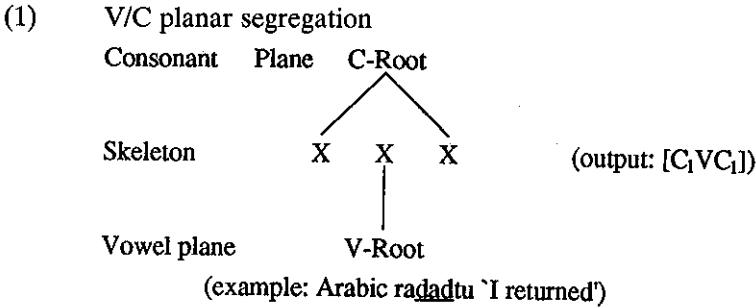 (1) V/C planar segregation
Consonant Plane C-Root
Skeleton X X X (output: [C₁VC₁])
Vowel plane V-Root
(example: Arabic radadtu `I returned')